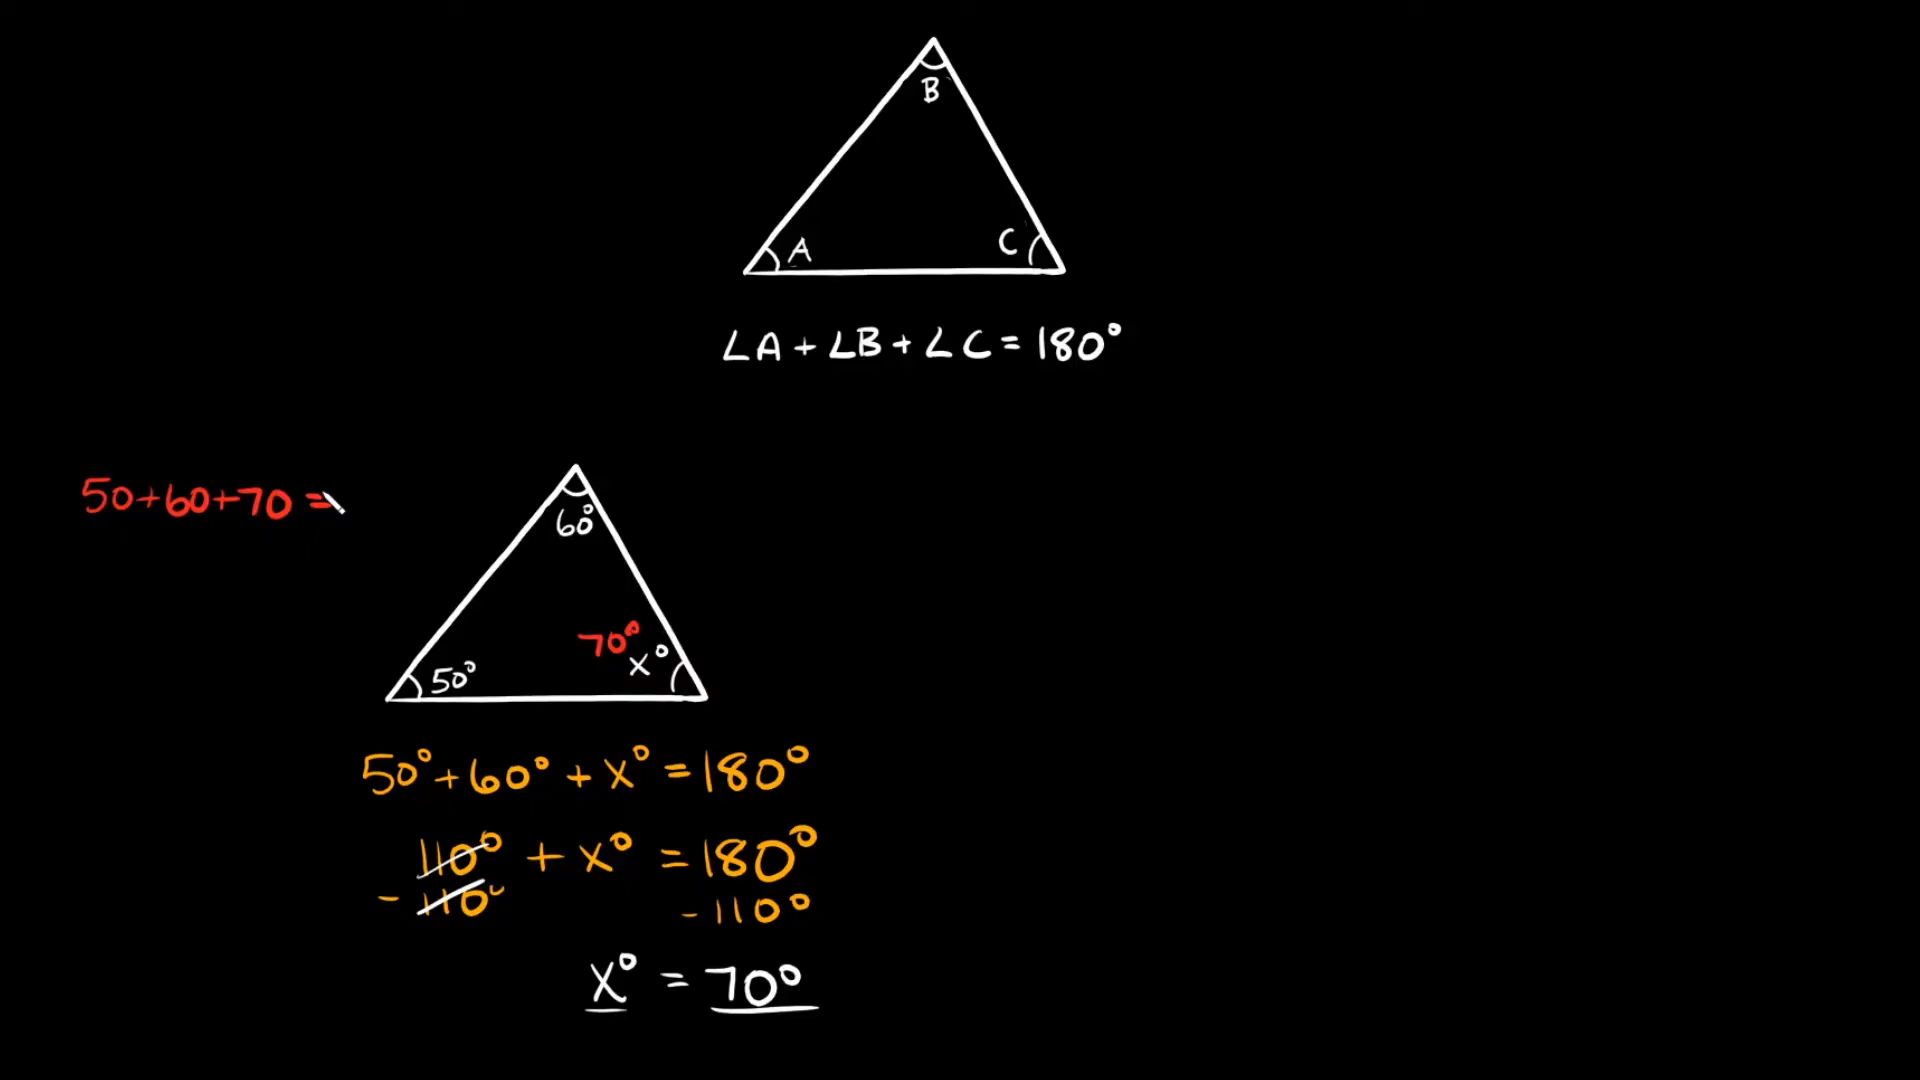 B
A
C
∠A + ∠B + ∠C = 180°
50+60+70 =
60°
70°
x°
50°
50° + 60° + x° = 180°
110° + x° = 180°
- 110° - 110°
x° = 70°